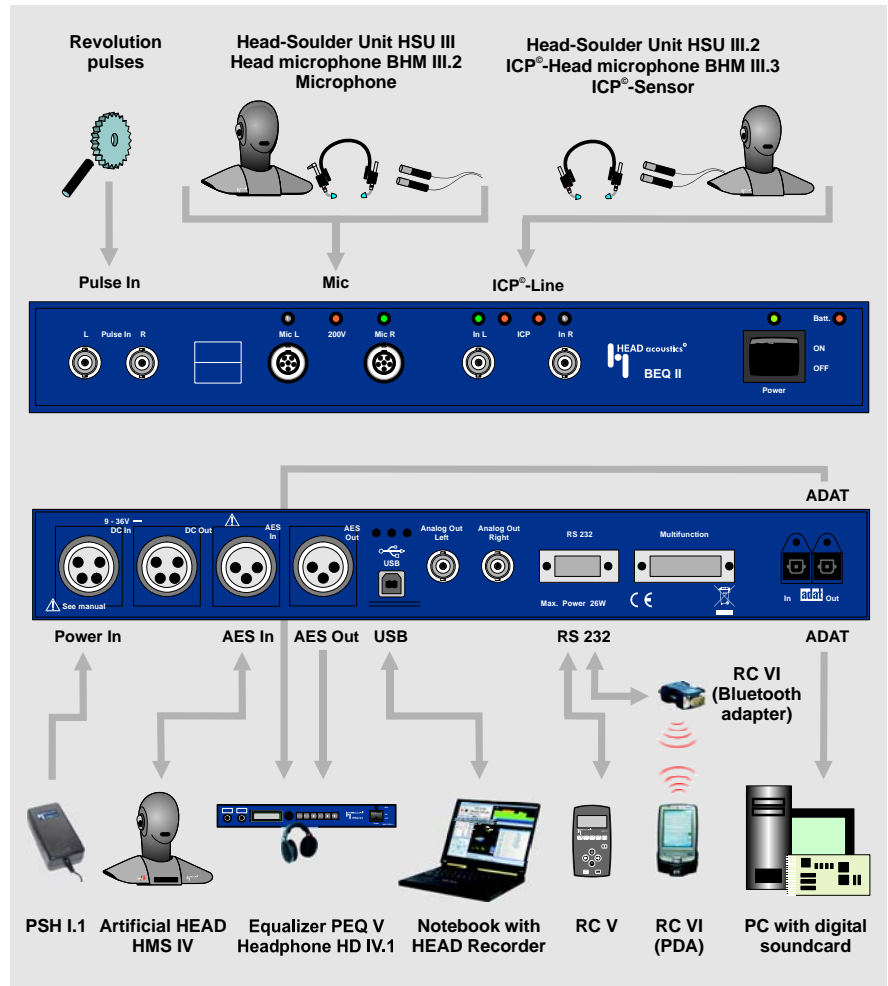 Revolution
pulses
Head-Soulder Unit HSU III
Head microphone BHM III.2
Microphone
Head-Soulder Unit HSU III.2
ICP©-Head microphone BHM III.3
ICP©-Sensor
Pulse In
Mic
ICP©-Line
L Pulse In R
Mic L
200V
Mic R
In L
ICP
In R
HEAD acoustics
BEQ II
Batt.
ON
OFF
Power
ADAT
9 - 36V
DC In
DC Out
AES
In
AES
Out
USB
Analog Out
Left
Analog Out
Right
RS 232
Multifunction
See manual
Max. Power 26W
CE
In adat Out
Power In
AES In
AES Out
USB
RS 232
ADAT
RC VI
(Bluetooth
adapter)
PSH I.1
Artificial HEAD
HMS IV
Equalizer PEQ V
Headphone HD IV.1
Notebook with
HEAD Recorder
RC V
RC VI
(PDA)
PC with digital
soundcard